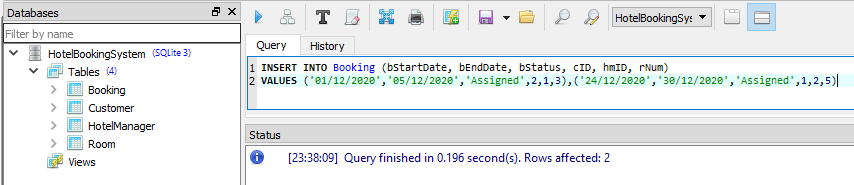 Databases
Filter by name
HotelBookingSystem (SQLite 3)
Tables (4)
Booking
Customer
HotelManager
Room
Views
HotelBookingSys
Query History
1 INSERT INTO Booking (bStartDate, bEndDate, bStatus, cID, hmID, rNum)
2 VALUES ('01/12/2020','05/12/2020','Assigned',2,1,3),('24/12/2020','30/12/2020','Assigned',1,2,5)
Status
[23:38:09] Query finished in 0.196 second(s). Rows affected: 2